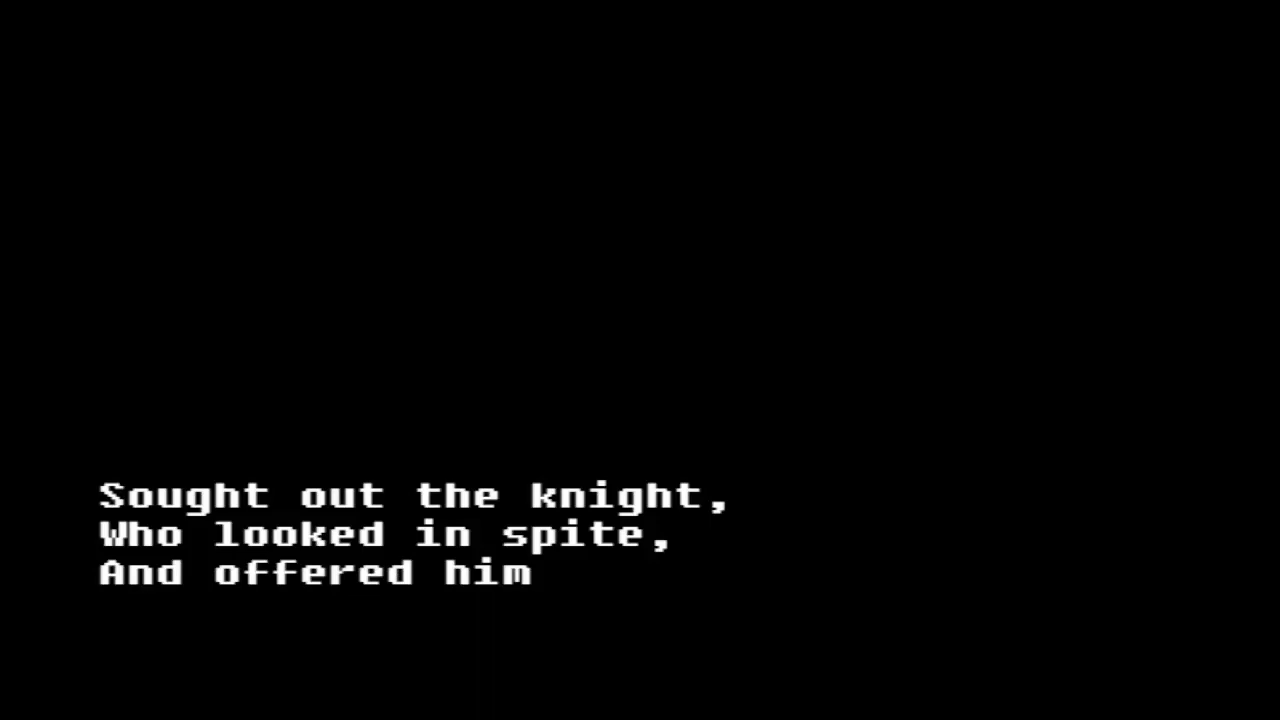 Sought out the knight,
Who looked in spite,
And offered him